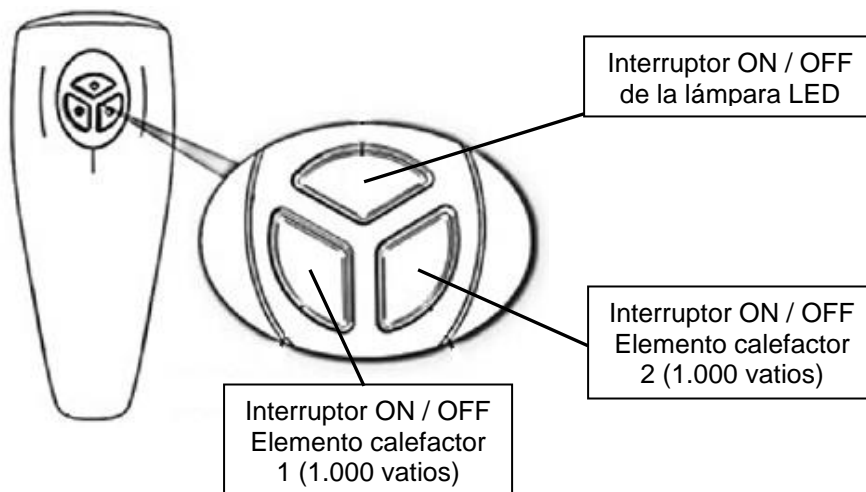 Interruptor ON / OFF
de la lámpara LED
Interruptor ON / OFF
Elemento calefactor
2 (1.000 vatios)
Interruptor ON / OFF
Elemento calefactor
1 (1.000 vatios)